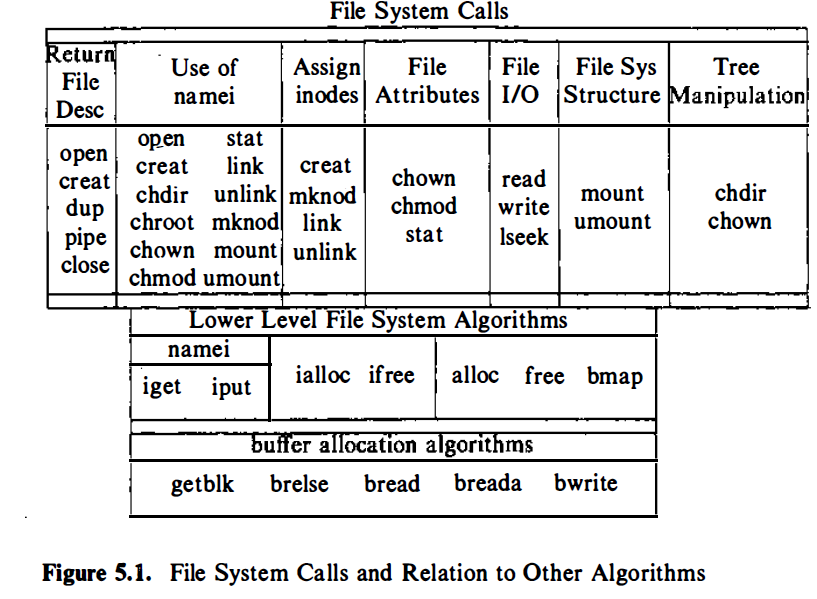 File System Calls
Return File Desc
Use of namei
Assign inodes
File Attributes
File I/O
File Sys Structure
Tree Manipulation
open
creat
dup
pipe
close
open stat
creat link
chdir unlink
chroot mknod
chown mount
chmod umount
creat
mknod
link
unlink
chown
chmod
stat
read
write
lseek
mount
umount
chdir
chown
Lower Level File System Algorithms
namei
iget iput
ialloc ifree
alloc free bmap
buffer allocation algorithms
getblk brelse bread breada bwrite
Figure 5.1. File System Calls and Relation to Other Algorithms